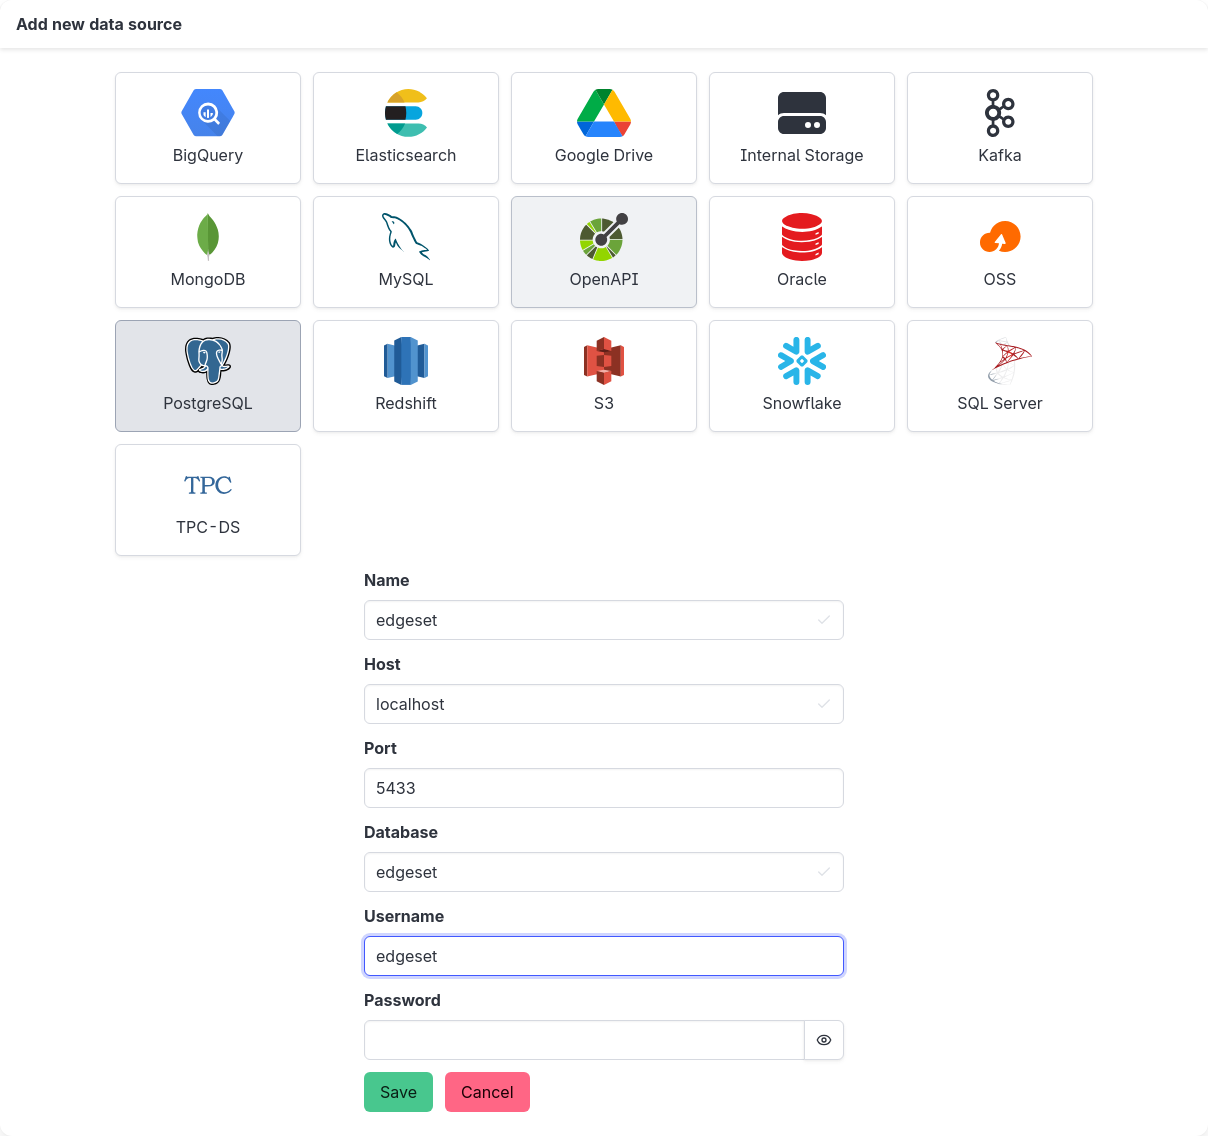 Add new data source
BigQuery
Elasticsearch
Google Drive
Internal Storage
Kafka
MongoDB
MySQL
OpenAPI
Oracle
OSS
PostgreSQL
Redshift
S3
Snowflake
SQL Server
TPC
TPC-DS
Name
edgeset
Host
localhost
Port
5433
Database
edgeset
Username
edgeset
Password
Save
Cancel